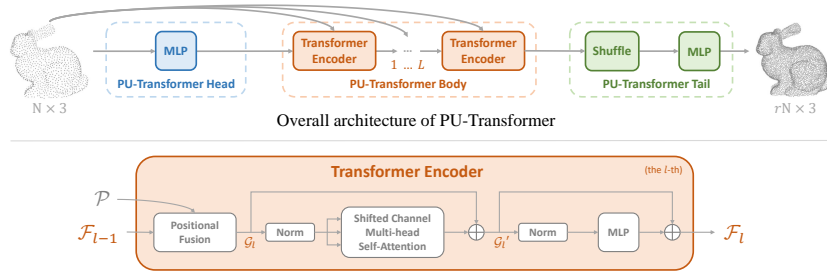 MLP
Transformer
Encoder
...
1 ... L
Transformer
Encoder
Shuffle
MLP
PU-Transformer Head
PU-Transformer Body
PU-Transformer Tail
N × 3
rN × 3
Overall architecture of PU-Transformer
Transformer Encoder
(the l-th)
𝒫
ℱₗ₋₁
Positional
Fusion
𝒢ₗ
Norm
Shifted Channel
Multi-head
Self-Attention
𝒢ₗ′
Norm
MLP
ℱₗ